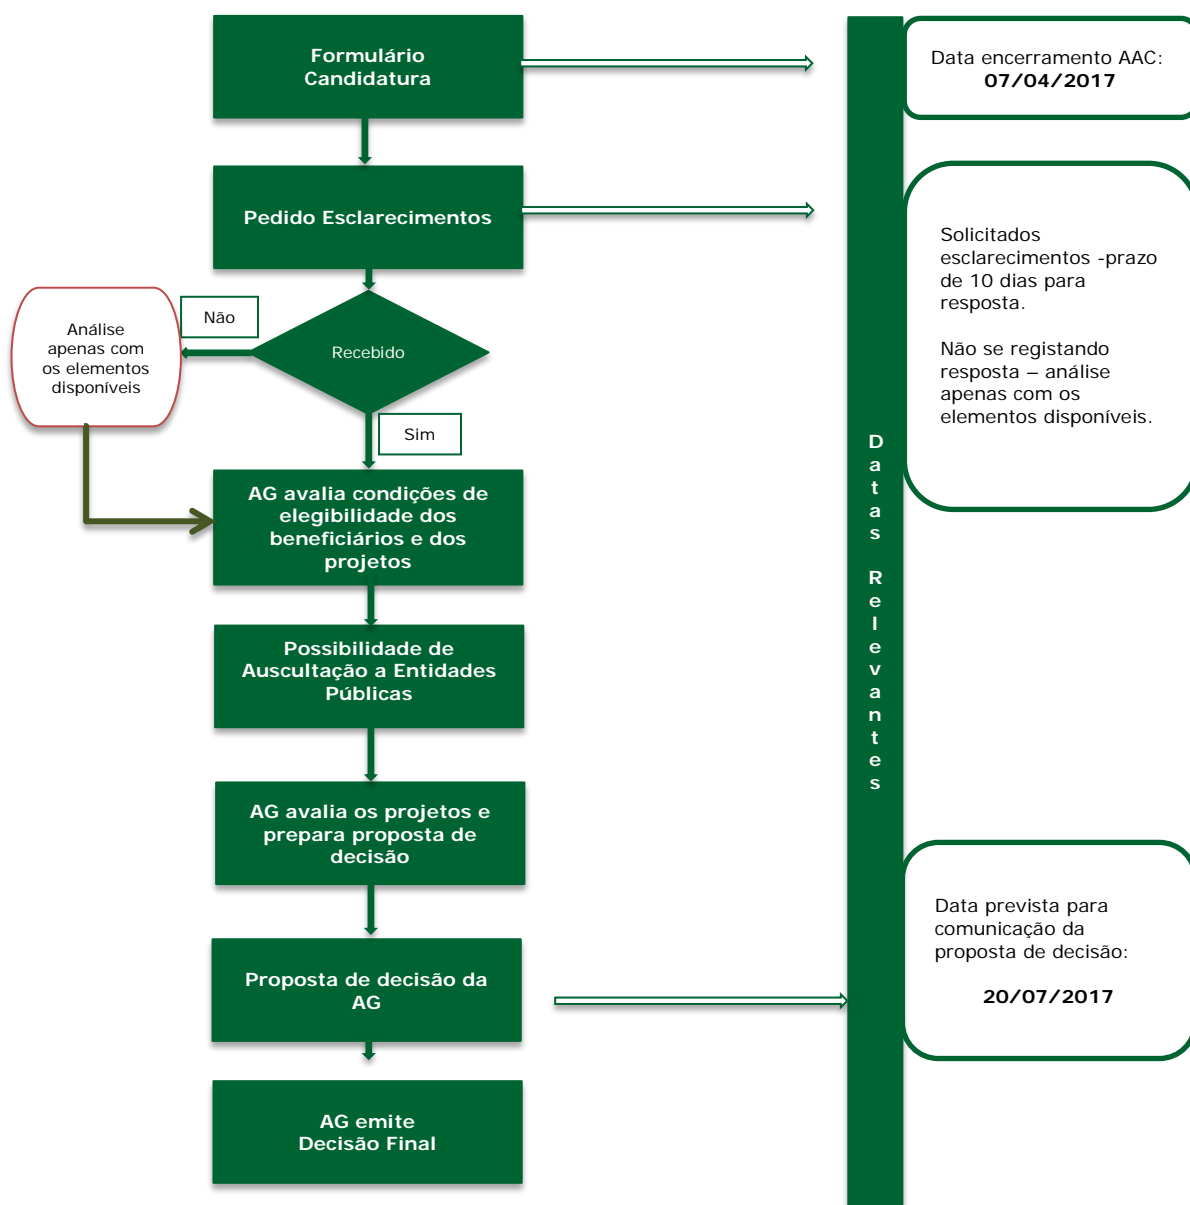 Formulário
Candidatura
Data encerramento AAC:
07/04/2017
Pedido Esclarecimentos
Solicitados
esclarecimentos -prazo
de 10 dias para
resposta.
Não se registando
resposta – análise
apenas com os
elementos disponíveis.
Não
Análise
apenas com
os elementos
disponíveis
Recebido
Sim
AG avalia condições de
elegibilidade dos
beneficiários e dos
projetos
Possibilidade de
Auscultação a Entidades
Públicas
AG avalia os projetos e
prepara proposta de
decisão
Proposta de decisão da
AG
AG emite
Decisão Final
Datas Relevantes
Data prevista para
comunicação da
proposta de decisão:
20/07/2017